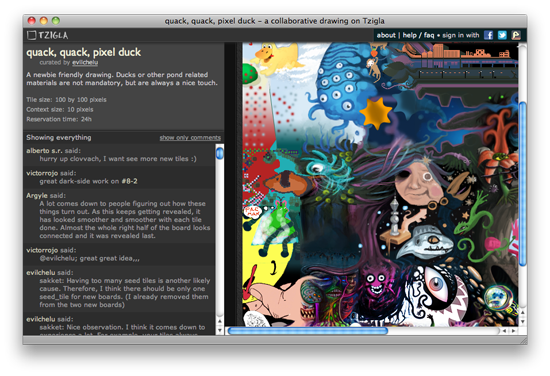 quack, quack, pixel duck – a collaborative drawing on Tzigla
TZIGLA
about | help / faq • sign in with
quack, quack, pixel duck
curated by evilchelu
A newbie friendly drawing. Ducks or other pond related
materials are not mandatory, but are always a nice touch.
Tile size: 100 by 100 pixels
Context size: 10 pixels
Reservation time: 24h
Showing everything
show only comments
alberto s.r. said:
hurry up clovvach, I want see more new tiles :)
victorrojo said:
great dark-side work on #8-2
Argyle said:
A lot comes down to people figuring out how these
things turn out. As this keeps getting revealed, it
has looked smoother and smoother with each tile
done. Almost the whole right half of the board looks
connected and it was revealed last.
victorrojo said:
@evilchelu; great great idea,,,
evilchelu said:
sakket: Having too many seed tiles is another likely
cause. Therefore, I think there should be only one
seed_tile for new boards. (I already removed them
from the two new boards)
evilchelu said:
sakket: Nice observation. I think it comes down to
PAC
MAN